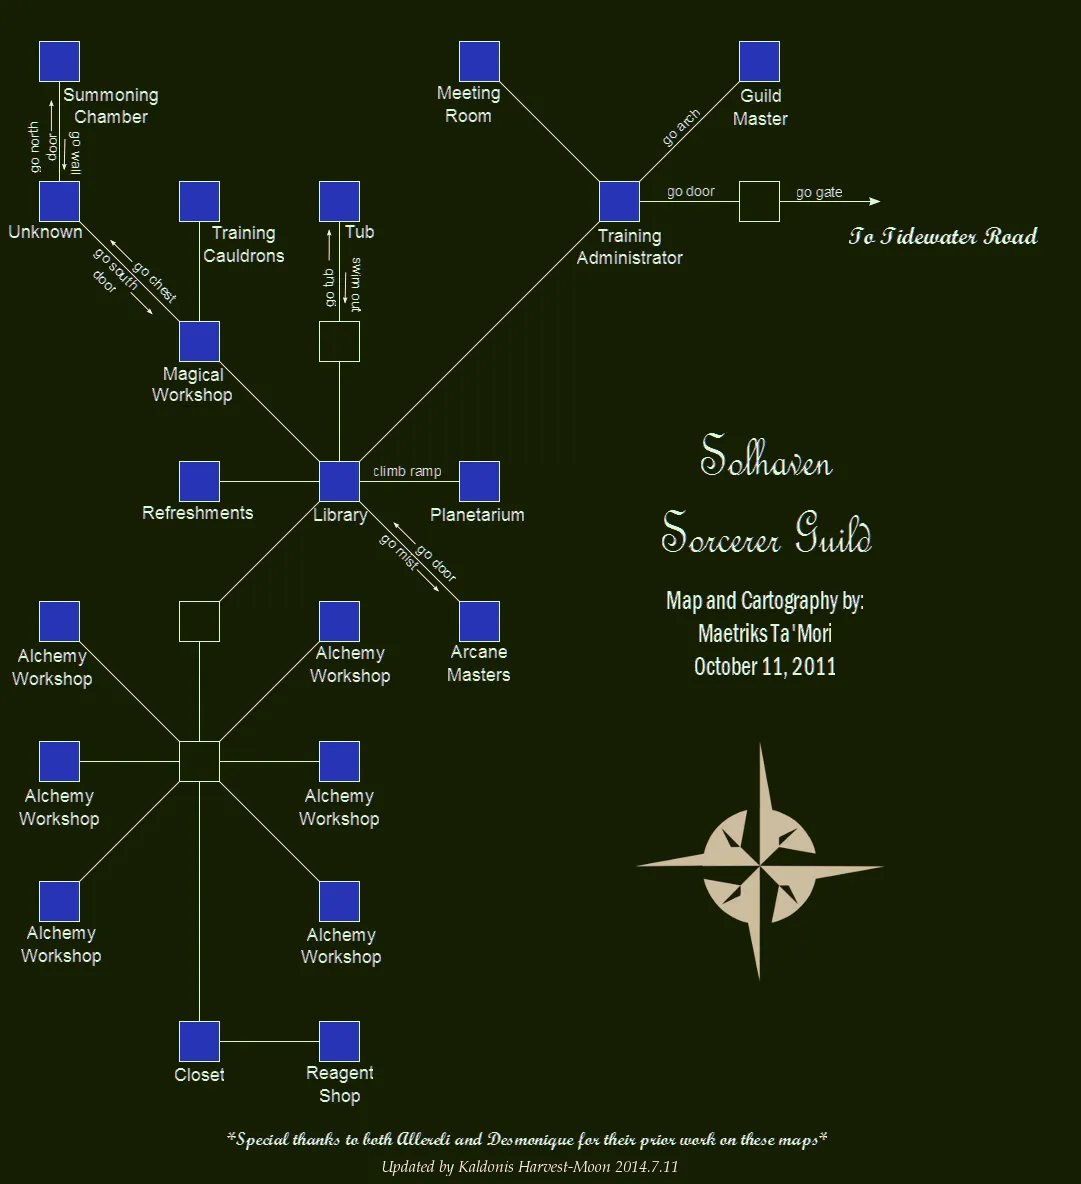 Summoning
Chamber
go north
door
go wall
Unknown
go chest
go south
door
Training
Cauldrons
Tub
go tub
swim out
Magical
Workshop
Meeting
Room
Guild
Master
go arch
go door
go gate
To Tidewater Road
Training
Administrator
Refreshments
Library
climb ramp
Planetarium
go door
go mist
Arcane
Masters
Solhaven
Sorcerer Guild
Map and Cartography by:
Maetriks Ta'Mori
October 11, 2011
Alchemy
Workshop
Alchemy
Workshop
Alchemy
Workshop
Alchemy
Workshop
Alchemy
Workshop
Alchemy
Workshop
Closet
Reagent
Shop
*Special thanks to both Allereli and Desmonique for their prior work on these maps*
Updated by Kaldonis Harvest-Moon 2014.7.11